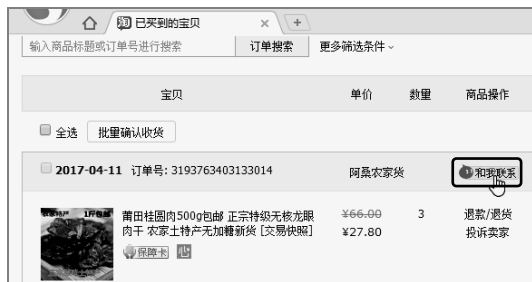 已买到的宝贝
输入商品标题或订单号进行搜索 订单搜索 更多筛选条件
宝贝 单价 数量 商品操作
全选 批量确认收货
2017-04-11 订单号: 3193763403133014 阿桑农家货 和我联系
莆田桂圆肉500g包邮 正宗特级无核龙眼 ¥66.00 3 退款/退货
肉干 农家土特产无加糖新货 [交易快照] ¥27.80 投诉卖家
保障卡